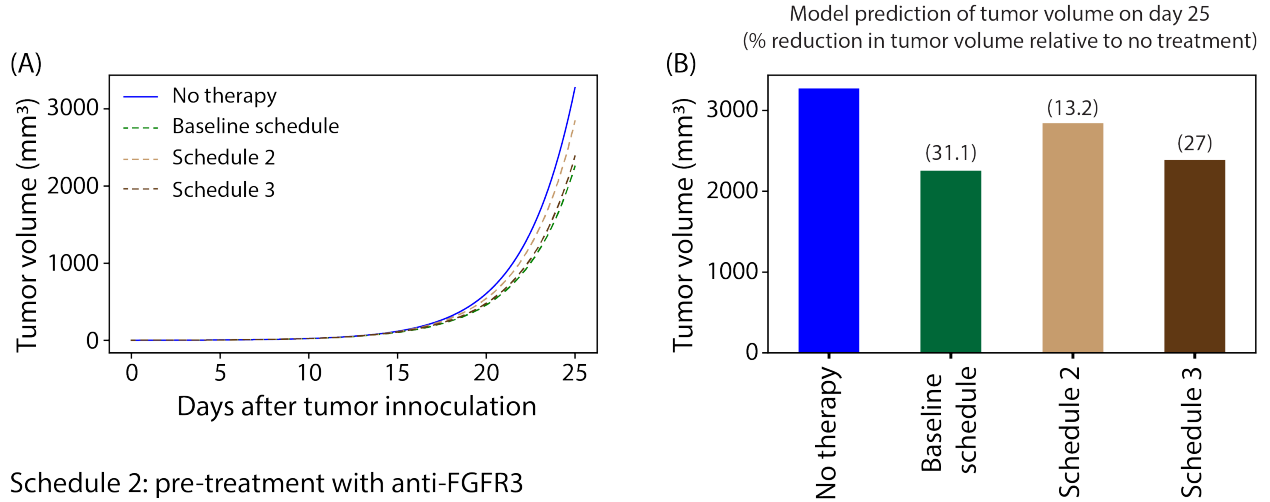 (A)
Tumor volume (mm³)
3000
2000
1000
0
No therapy
Baseline schedule
Schedule 2
Schedule 3
0 5 10 15 20 25
Days after tumor innoculation
Schedule 2: pre-treatment with anti-FGFR3
Model prediction of tumor volume on day 25
(% reduction in tumor volume relative to no treatment)
(B)
Tumor volume (mm³)
3000
2000
1000
0
(31.1)
(13.2)
(27)
No therapy
Baseline
schedule
Schedule 2
Schedule 3